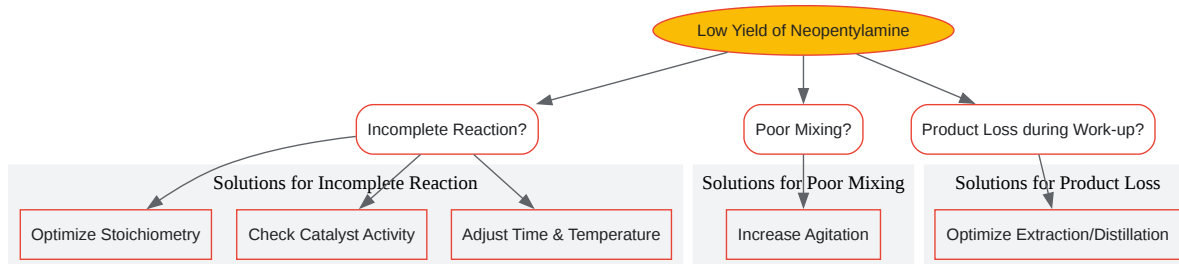 Low Yield of Neopentylamine
Incomplete Reaction?
Poor Mixing?
Product Loss during Work-up?
Solutions for Incomplete Reaction
Solutions for Poor Mixing
Solutions for Product Loss
Optimize Stoichiometry
Check Catalyst Activity
Adjust Time & Temperature
Increase Agitation
Optimize Extraction/Distillation